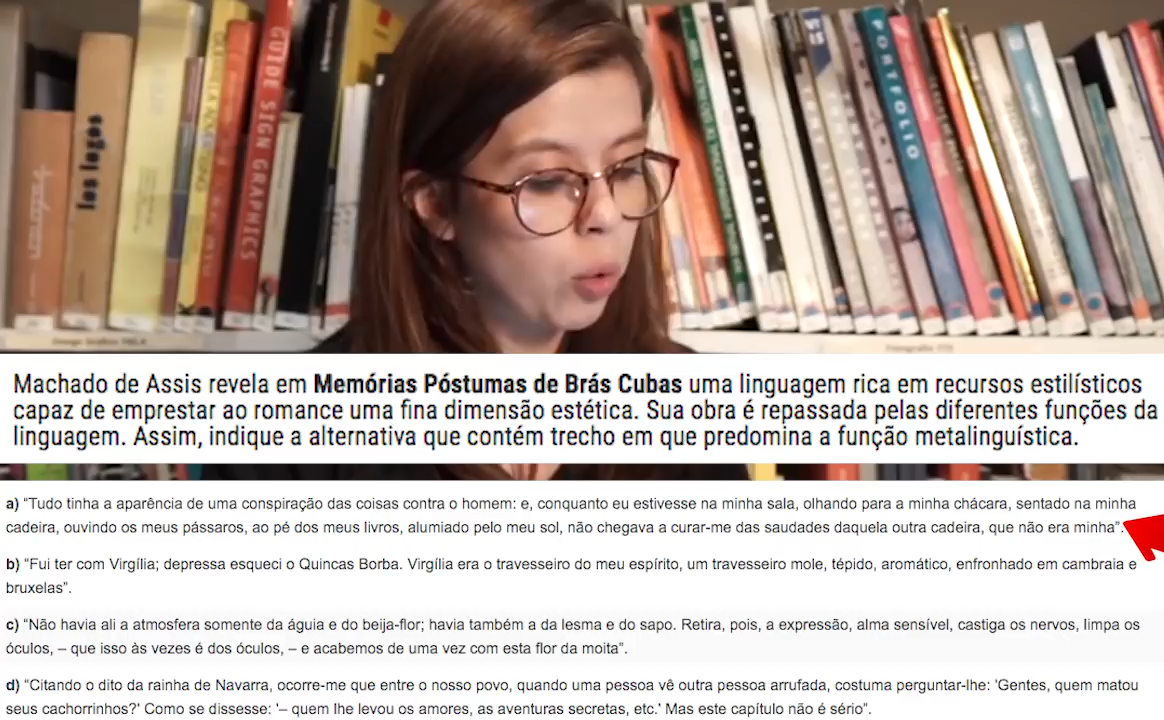 las logos
GUIDE SIGN GRAPHICS
PORTFOLIO
Machado de Assis revela em Memórias Póstumas de Brás Cubas uma linguagem rica em recursos estilísticos
capaz de emprestar ao romance uma fina dimensão estética. Sua obra é repassada pelas diferentes funções da
linguagem. Assim, indique a alternativa que contém trecho em que predomina a função metalinguística.
a) “Tudo tinha a aparência de uma conspiração das coisas contra o homem: e, conquanto eu estivesse na minha sala, olhando para a minha chácara, sentado na minha
cadeira, ouvindo os meus pássaros, ao pé dos meus livros, alumiado pelo meu sol, não chegava a curar-me das saudades daquela outra cadeira, que não era minha”.
b) “Fui ter com Virgília; depressa esqueci o Quincas Borba. Virgília era o travesseiro do meu espírito, um travesseiro mole, tépido, aromático, enfronhado em cambraia e
bruxelas”.
c) “Não havia ali a atmosfera somente da águia e do beija-flor; havia também a da lesma e do sapo. Retira, pois, a expressão, alma sensível, castiga os nervos, limpa os
óculos, – que isso às vezes é dos óculos, – e acabemos de uma vez com esta flor da moita”.
d) “Citando o dito da rainha de Navarra, ocorre-me que entre o nosso povo, quando uma pessoa vê outra pessoa arrufada, costuma perguntar-lhe: 'Gentes, quem matou
seus cachorrinhos?' Como se dissesse: '– quem lhe levou os amores, as aventuras secretas, etc.' Mas este capítulo não é sério”.